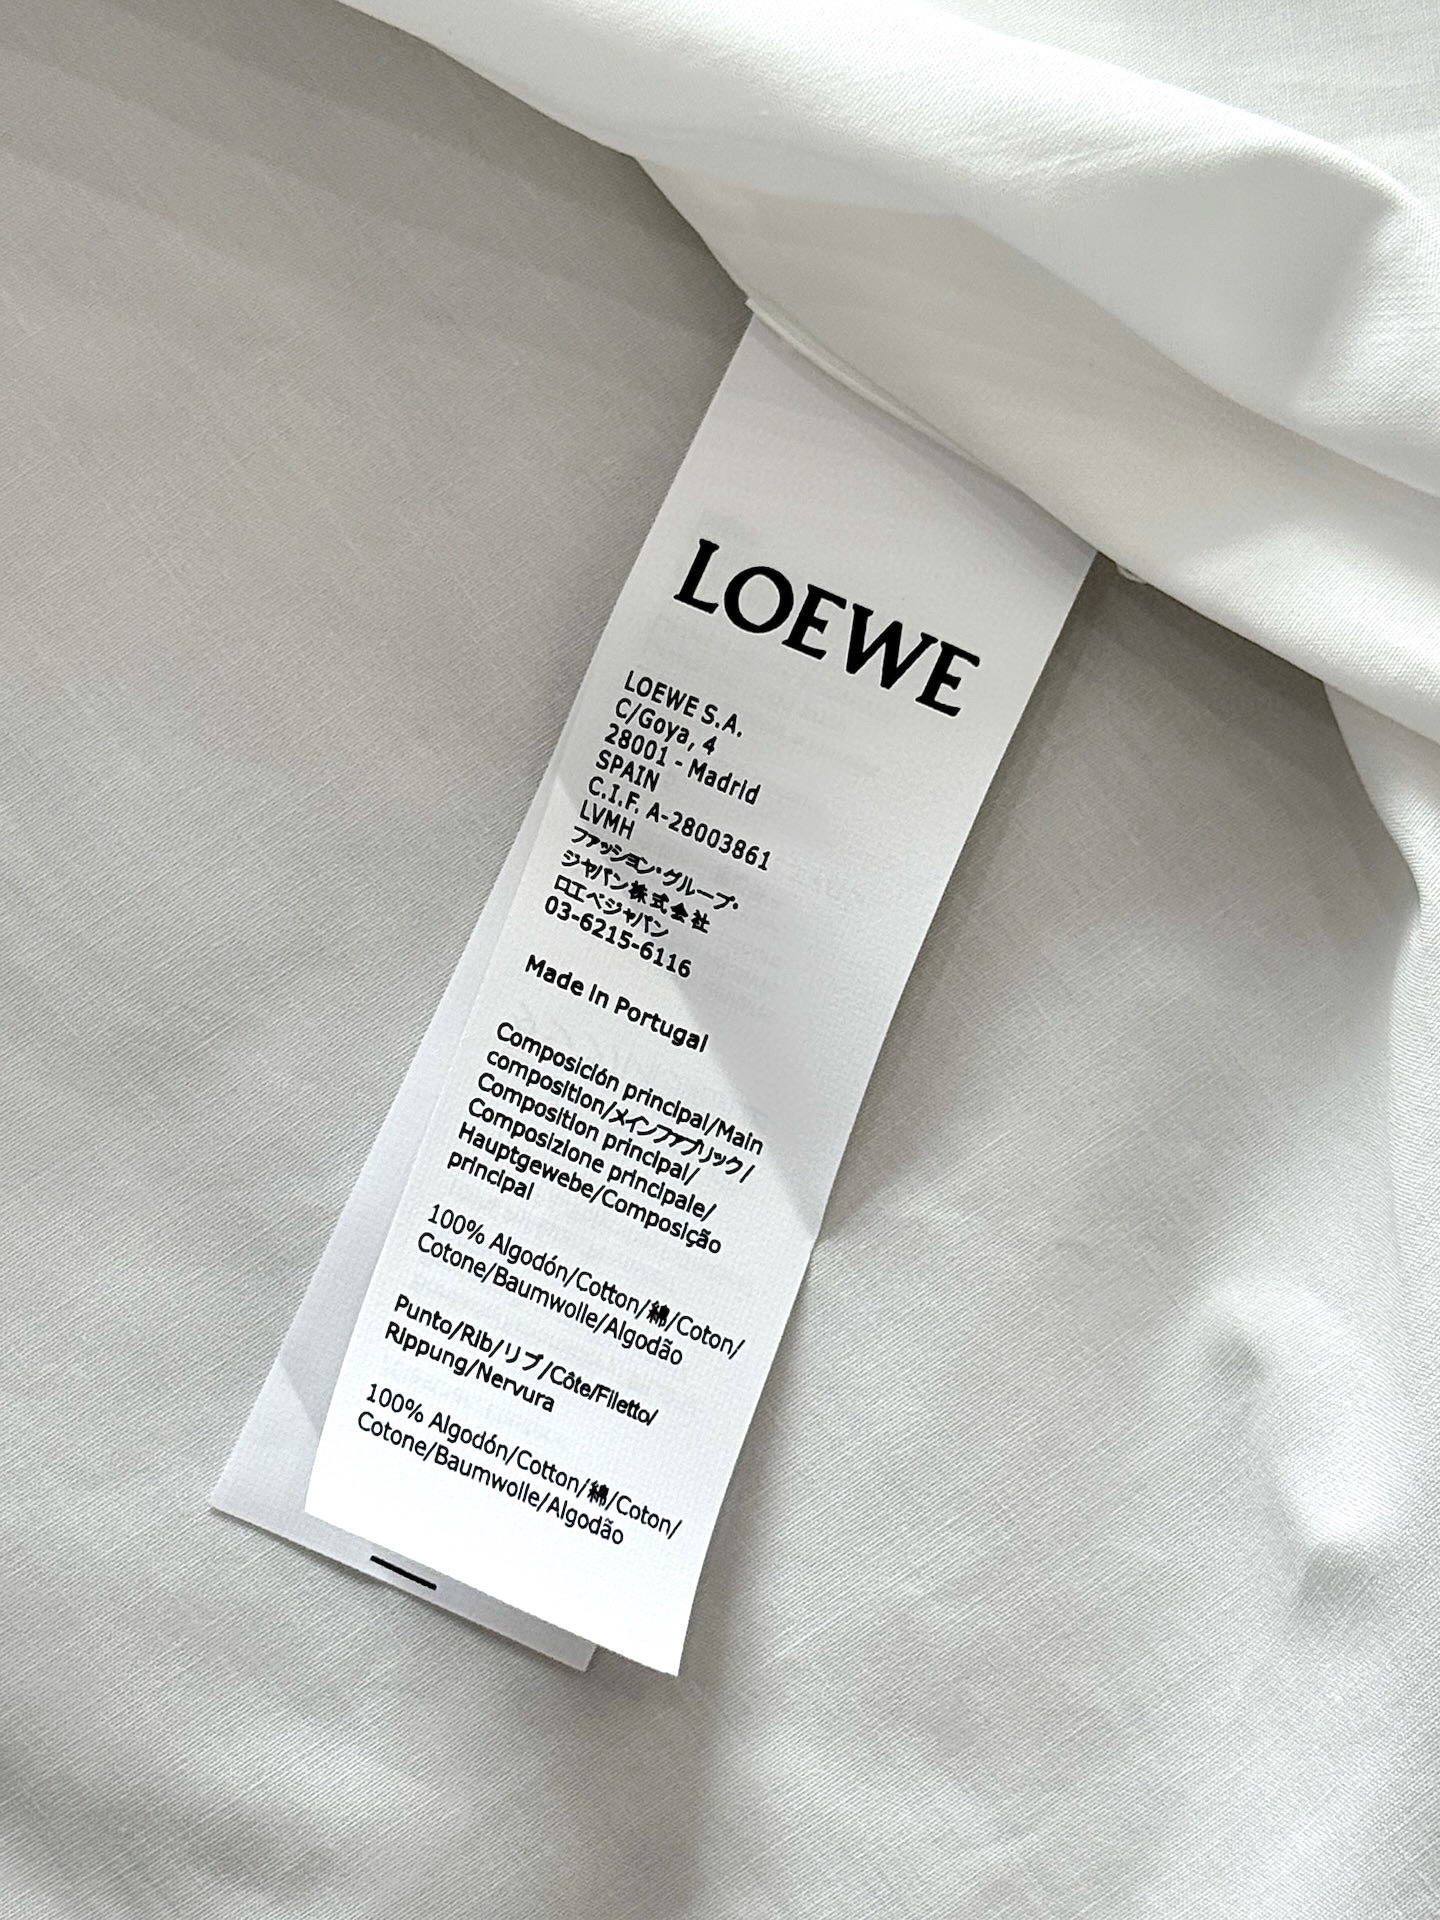 LOEWE
LOEWE S.A.
C/Goya, 4
28001 - Madrid
SPAIN
C.I.F. A-28003861
LVMH
ファッション・グループ・
ジャパン株式会社
ロエベジャパン
03-6215-6116
Made in Portugal
Composición principal/Main
composition/メインファブリック/
Composition principal/
Composizione principale/
Hauptgewebe/Composição
principal
100% Algodón/Cotton/綿/Coton/
Cotone/Baumwolle/Algodão
Punto/Rib/リブ/Côte/Filetto/
Rippung/Nervura
100% Algodón/Cotton/綿/Coton/
Cotone/Baumwolle/Algodão